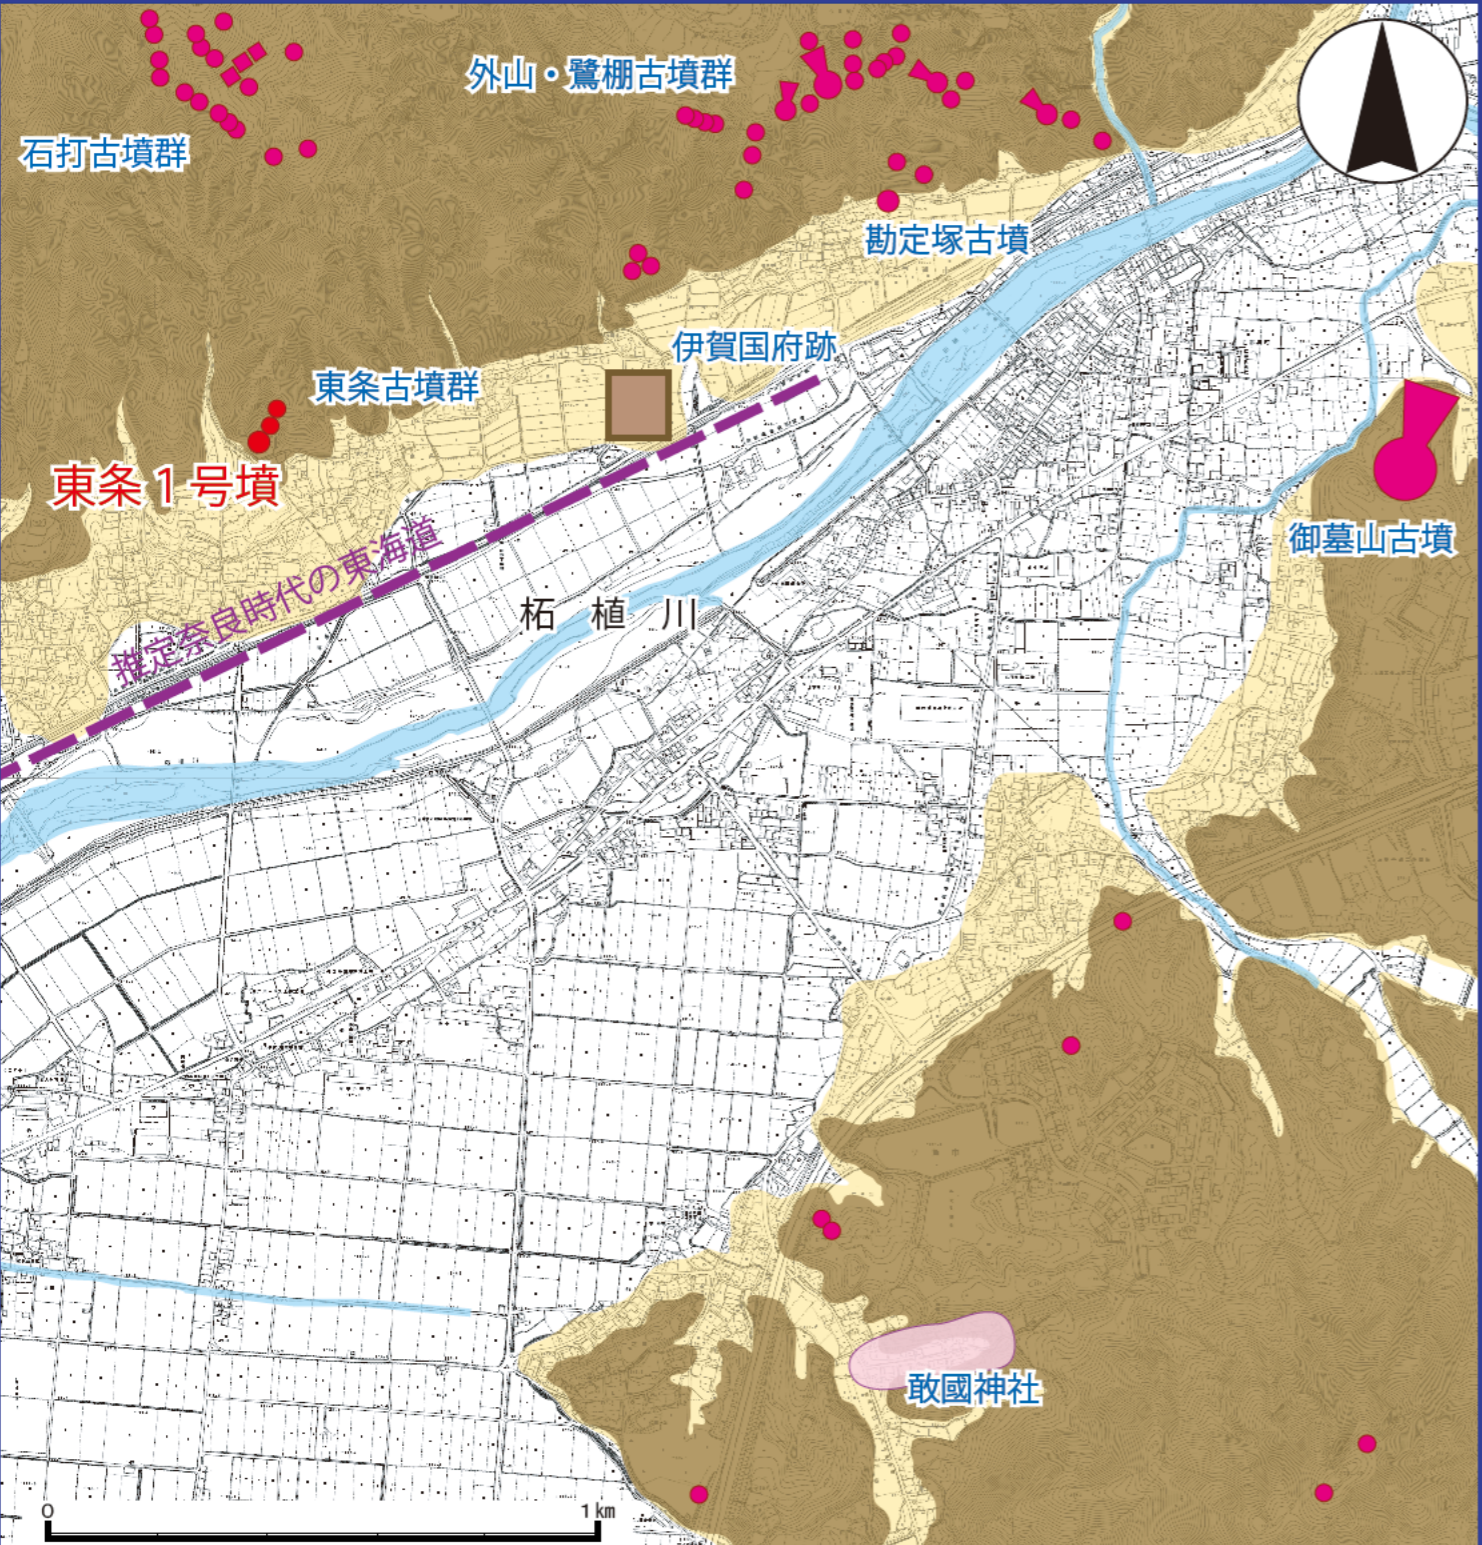 外山・鷺棚古墳群
石打古墳群
勘定塚古墳
伊賀国府跡
東条古墳群
東条１号墳
御墓山古墳
推定奈良時代の東海道
柘植川
敢國神社
0
1km